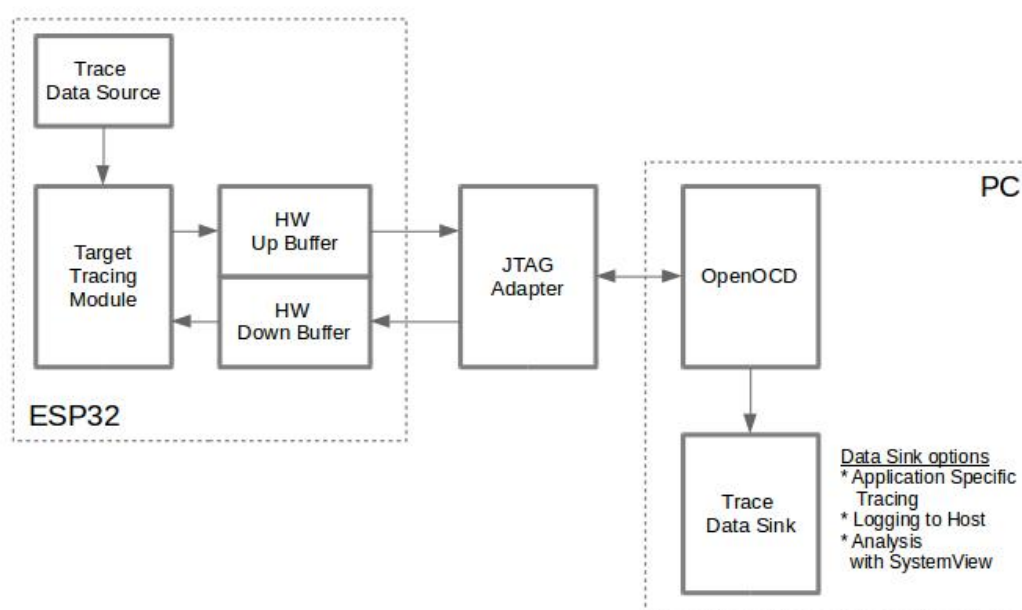 Trace
Data Source
Target
Tracing
Module
HW
Up Buffer
HW
Down Buffer
ESP32
JTAG
Adapter
PC
OpenOCD
Trace
Data Sink
Data Sink options
* Application Specific
Tracing
* Logging to Host
* Analysis
with SystemView